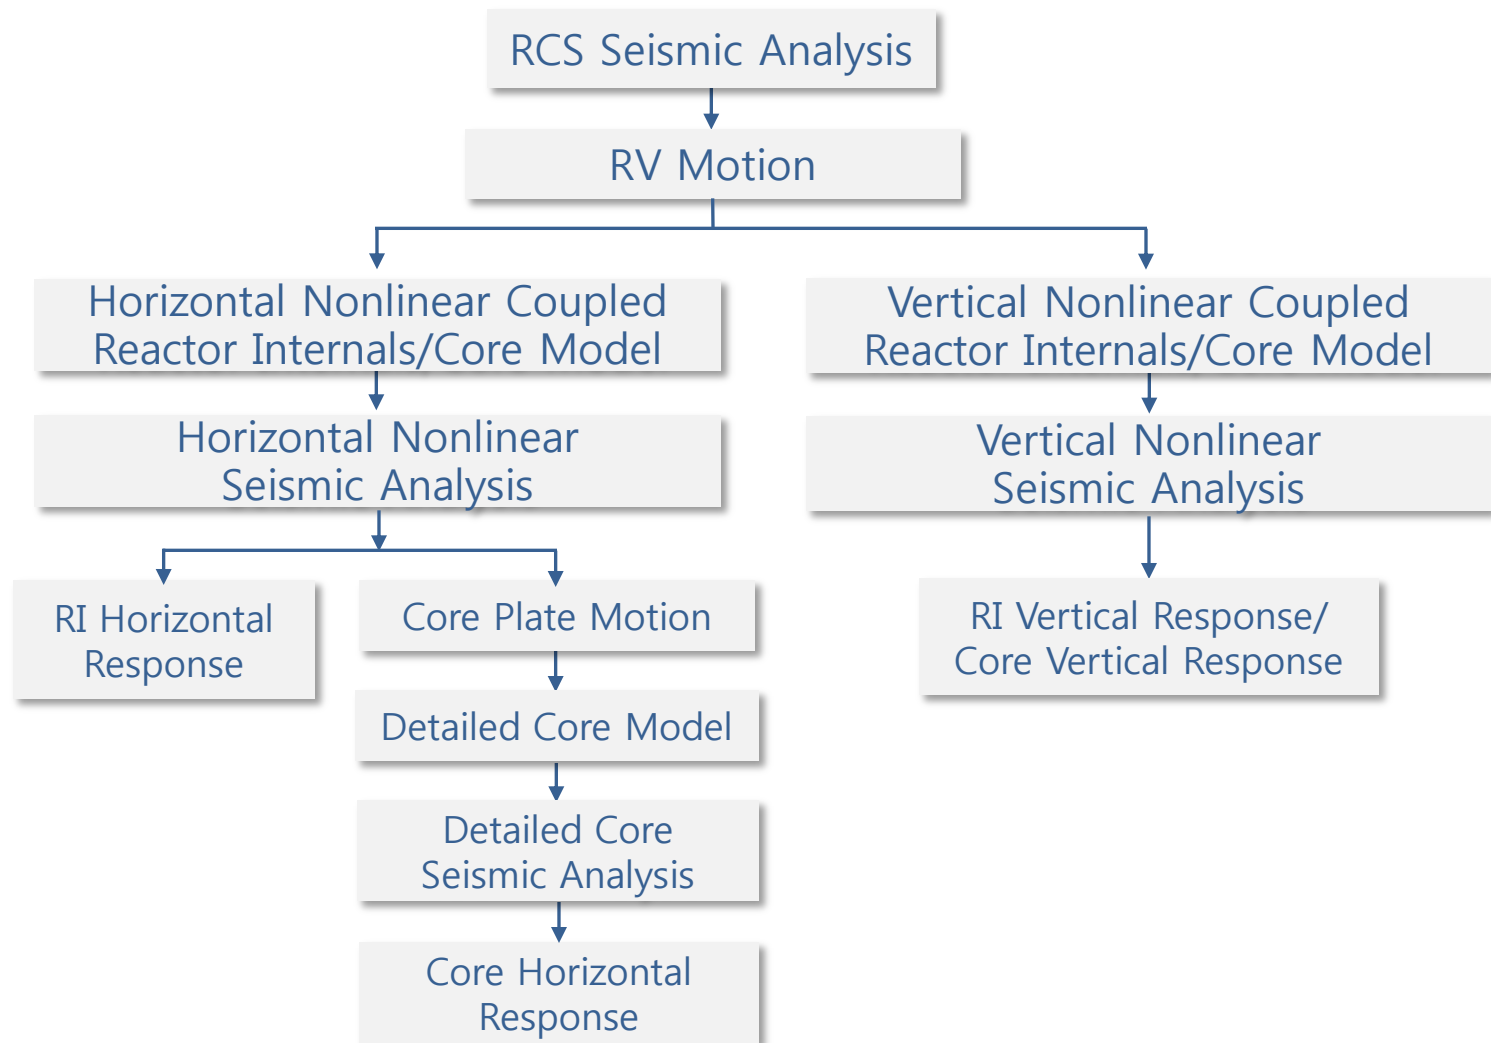 RCS Seismic Analysis
RV Motion
Horizontal Nonlinear Coupled
Reactor Internals/Core Model
Vertical Nonlinear Coupled
Reactor Internals/Core Model
Horizontal Nonlinear
Seismic Analysis
Vertical Nonlinear
Seismic Analysis
RI Horizontal
Response
Core Plate Motion
RI Vertical Response/
Core Vertical Response
Detailed Core Model
Detailed Core
Seismic Analysis
Core Horizontal
Response